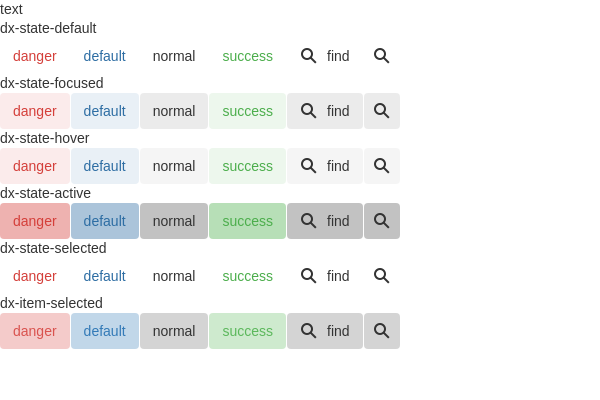 text
dx-state-default
danger default normal success find
dx-state-focused
danger default normal success find
dx-state-hover
danger default normal success find
dx-state-active
danger default normal success find
dx-state-selected
danger default normal success find
dx-item-selected
danger default normal success find